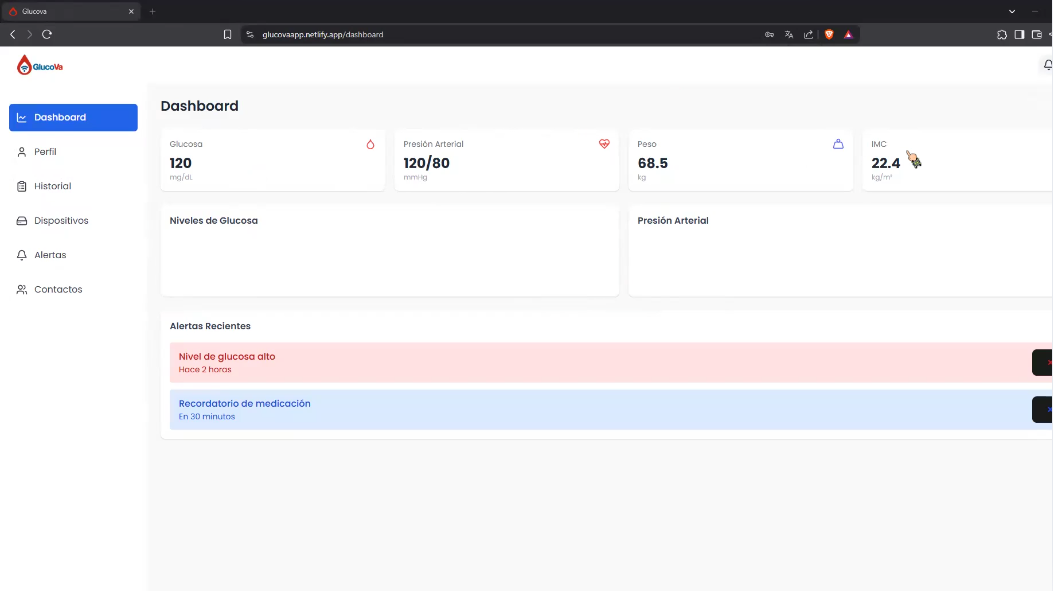 Glucova
glucovaapp.netlify.app/dashboard
GlucoVa
Dashboard
Perfil
Historial
Dispositivos
Alertas
Contactos
Dashboard
Glucosa
120
mg/dL
Presión Arterial
120/80
mmHg
Peso
68.5
kg
IMC
22.4
kg/m²
Niveles de Glucosa
Presión Arterial
Alertas Recientes
Nivel de glucosa alto
Hace 2 horas
Recordatorio de medicación
En 30 minutos